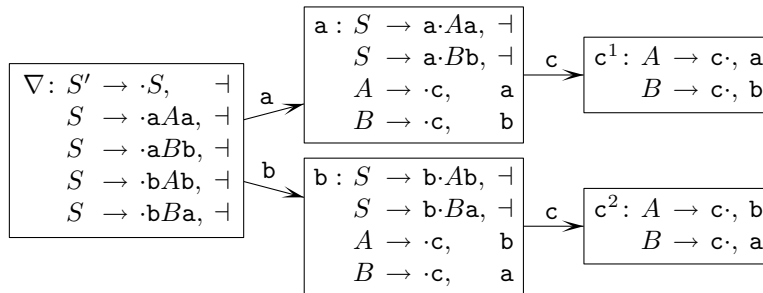 ∇: S′ → ·S, ⊣
S → ·aAa, ⊣
S → ·aBb, ⊣
S → ·bAb, ⊣
S → ·bBa, ⊣
a
b
a: S → a·Aa, ⊣
S → a·Bb, ⊣
A → ·c, a
B → ·c, b
c
c¹: A → c·, a
B → c·, b
b: S → b·Ab, ⊣
S → b·Ba, ⊣
A → ·c, b
B → ·c, a
c
c²: A → c·, b
B → c·, a